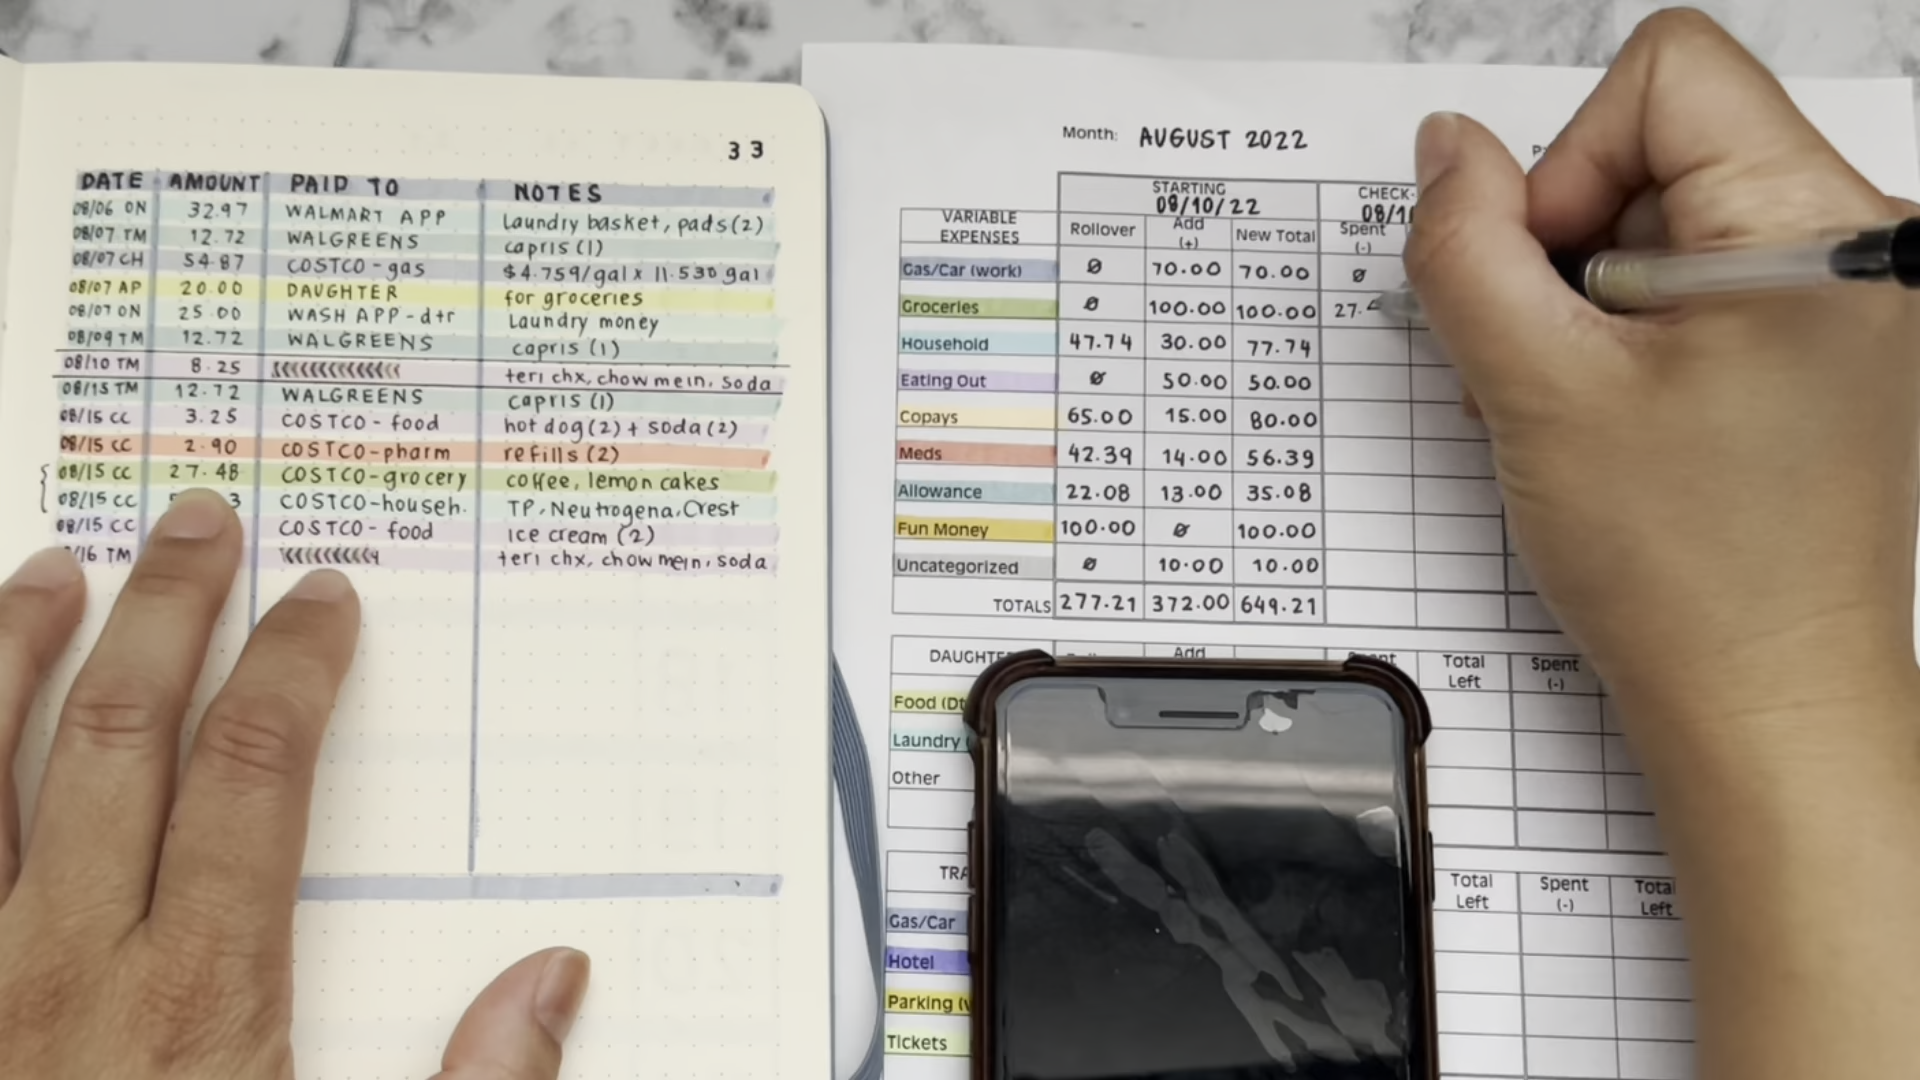 33
DATE AMOUNT PAID TO NOTES
08/06 ON 32.97 WALMART APP Laundry basket, pads (2)
08/07 TM 12.72 WALGREENS capris (1)
08/07 CH 54.87 COSTCO - gas $4.759/gal x 11.530 gal
08/07 AP 20.00 DAUGHTER for groceries
08/07 ON 25.00 WASH APP - dtr Laundry money
08/09 TM 12.72 WALGREENS capris (1)
08/10 TM 8.25 teri chx, chow mein, soda
08/15 TM 12.72 WALGREENS capris (1)
08/15 CC 3.25 COSTCO - food hot dog (2) + soda (2)
08/15 CC 2.90 COSTCO - pharm refills (2)
08/15 CC 27.48 COSTCO - grocery coffee, lemon cakes
08/15 CC 3 COSTCO - househ. TP, Neutrogena, Crest
08/15 CC COSTCO - food ice cream (2)
/16 TM teri chx, chow mein, soda
Month: AUGUST 2022
STARTING CHECK-
08/10/22
VARIABLE EXPENSES Rollover Add (+) New Total Spent (-)
Gas/Car (work) Ø 70.00 70.00 Ø
Groceries Ø 100.00 100.00 27.
Household 47.74 30.00 77.74
Eating Out Ø 50.00 50.00
Copays 65.00 15.00 80.00
Meds 42.39 14.00 56.39
Allowance 22.08 13.00 35.08
Fun Money 100.00 Ø 100.00
Uncategorized Ø 10.00 10.00
TOTALS 277.21 372.00 649.21
DAUGHTE Add Total Left Spent (-)
Food (Dt
Laundry (
Other
TRA Total Left Spent (-) Total Left
Gas/Car
Hotel
Parking (
Tickets